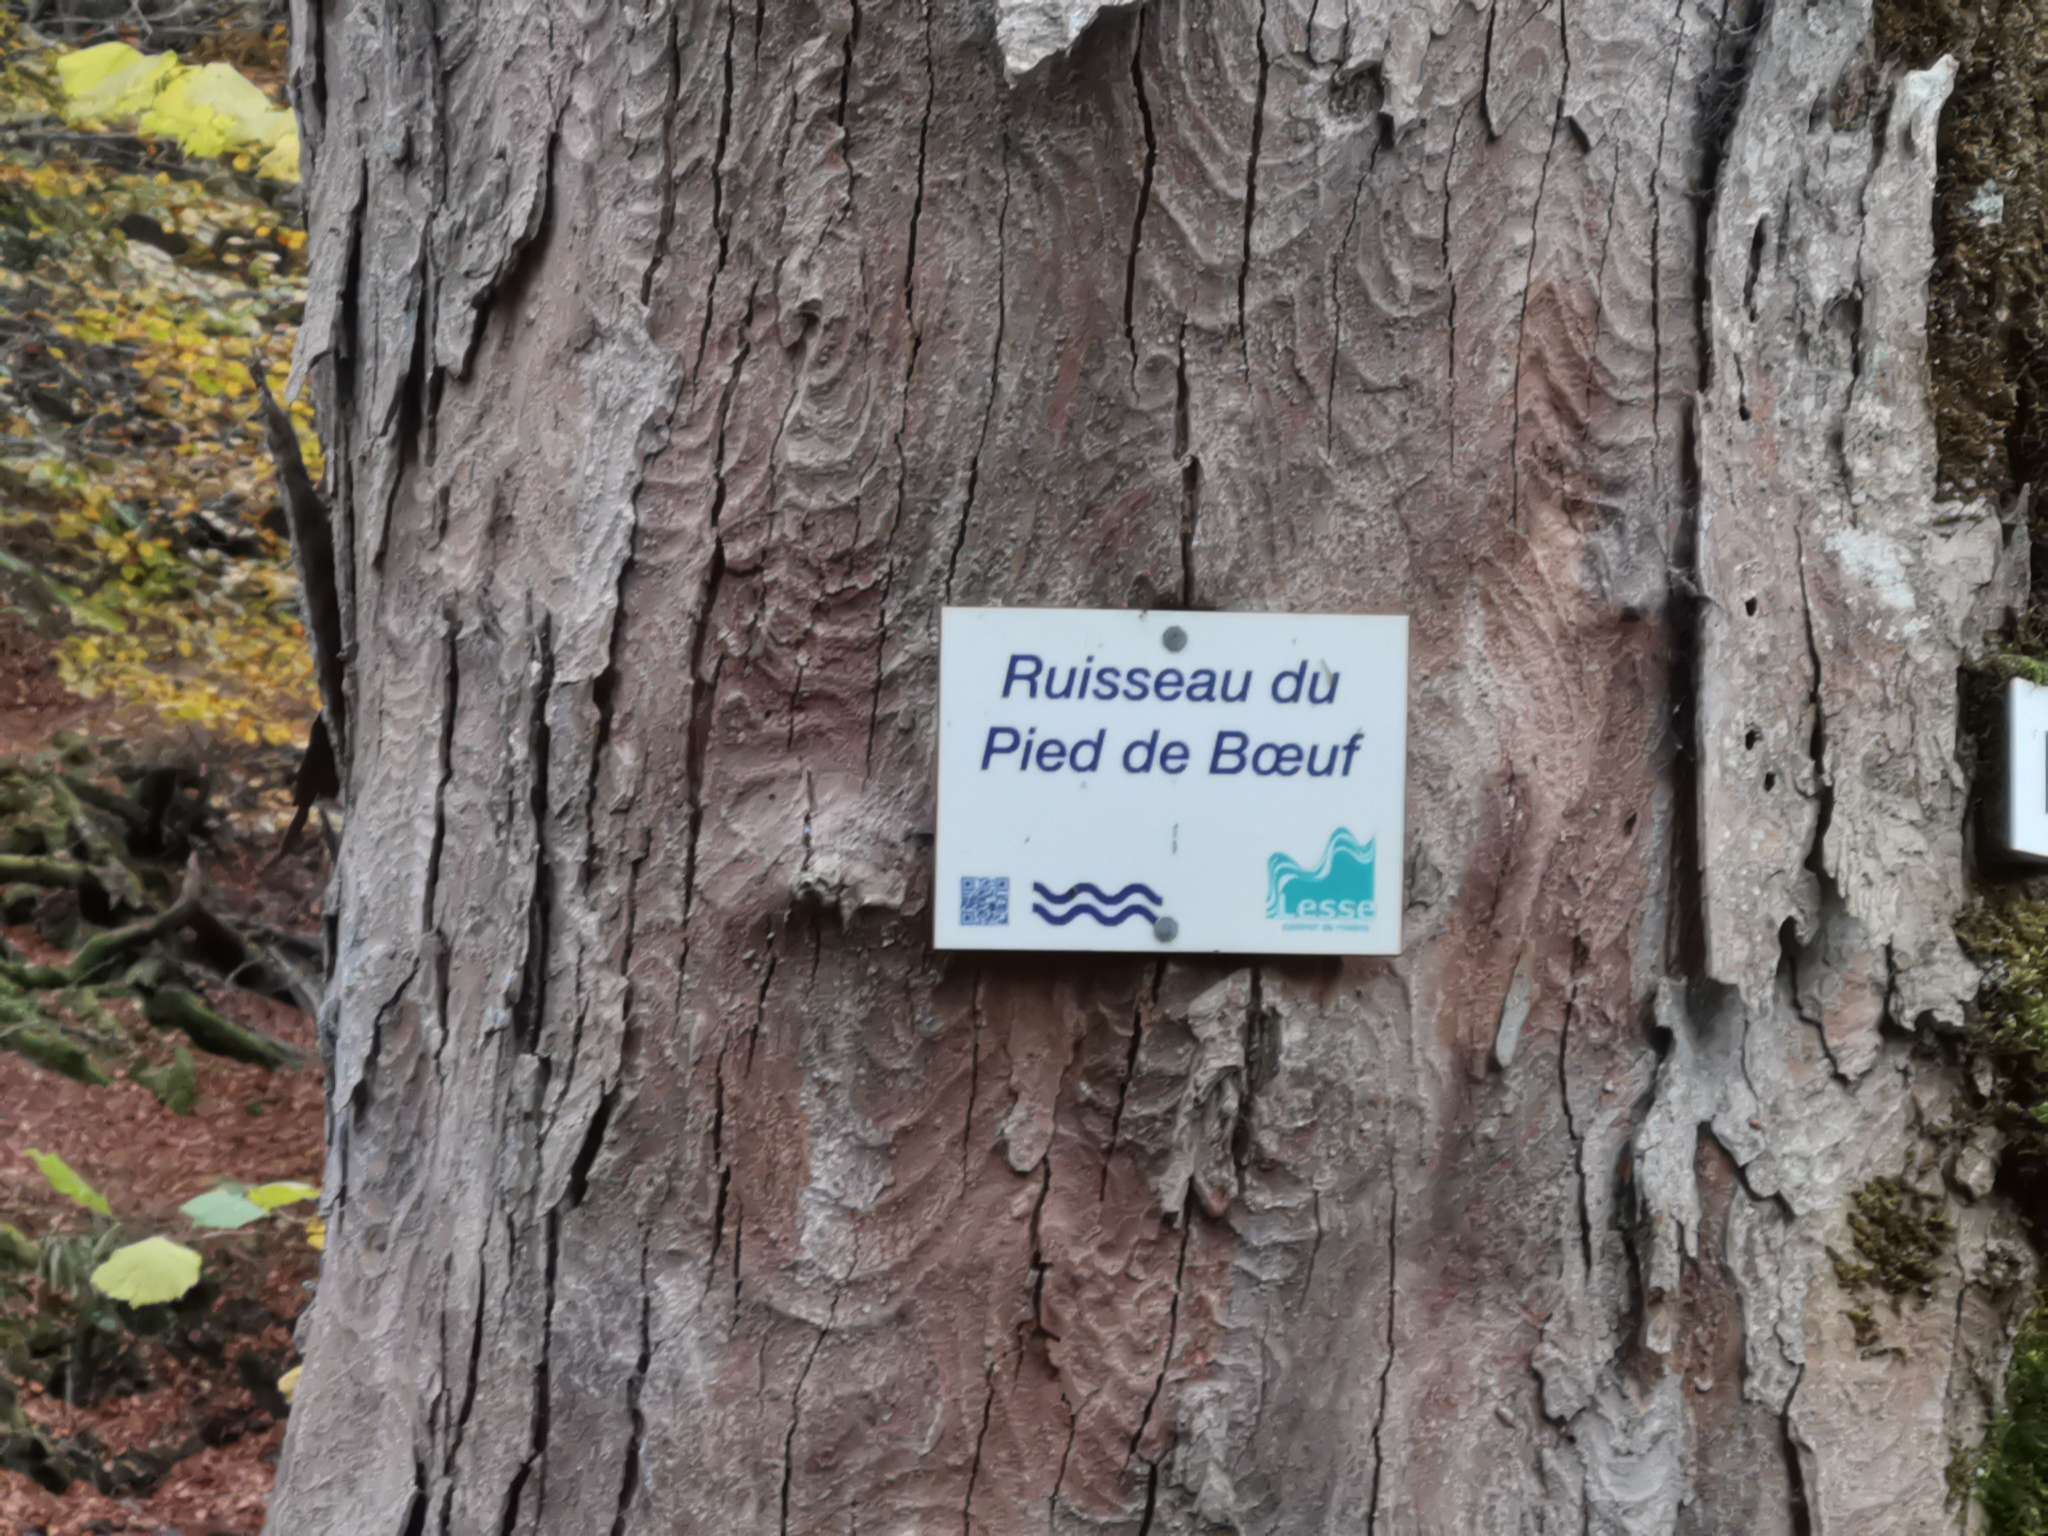 Ruisseau du
Pied de Bœuf
Lesse